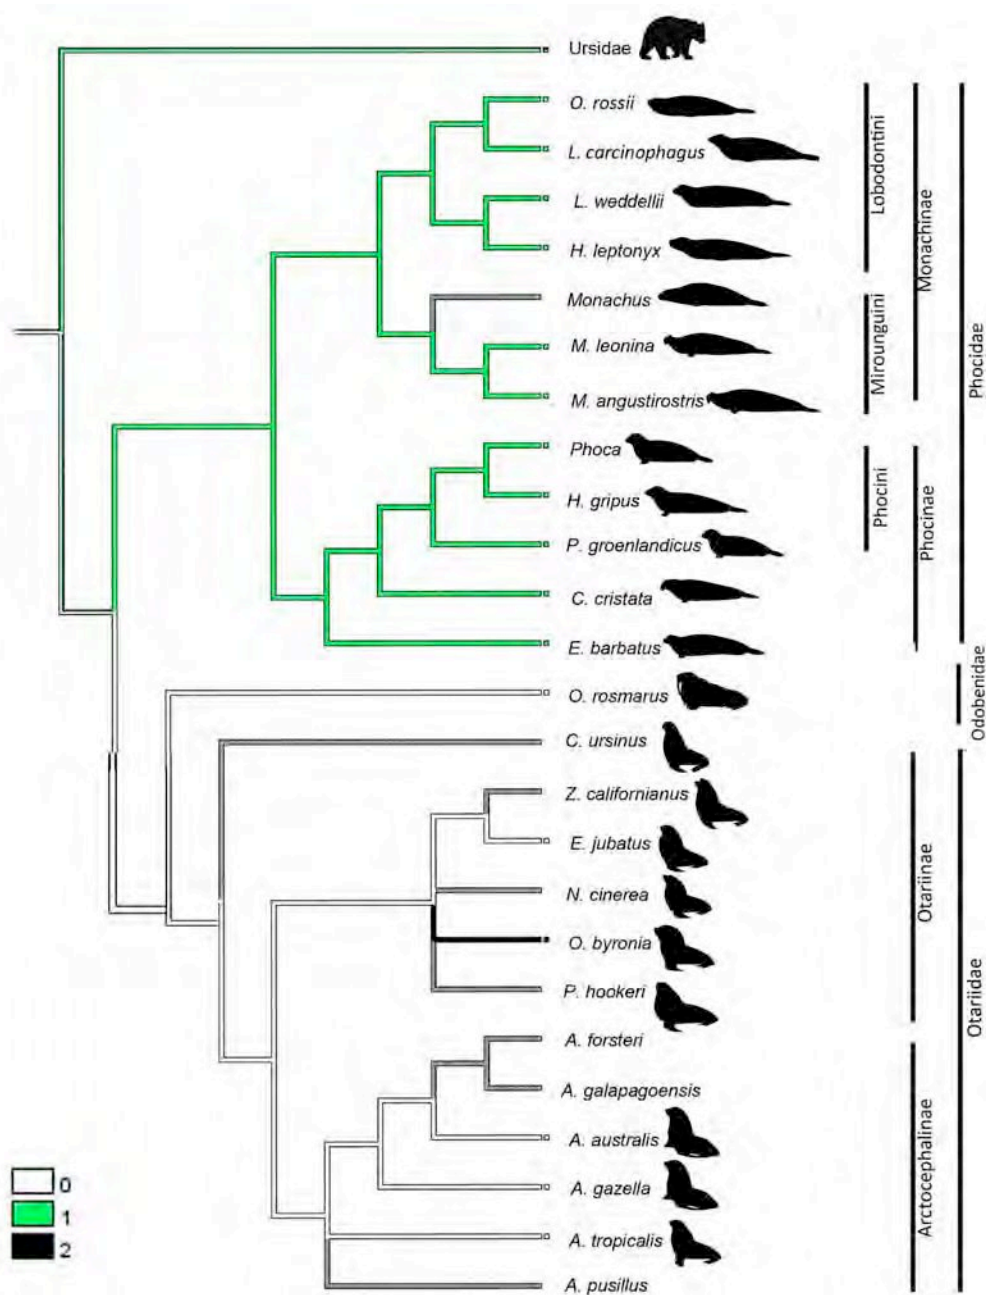 Ursidae
O. rossii
L. carcinophagus
L. weddellii
H. leptonyx
Monachus
M. leonina
M. angustirostris
Phoca
H. gripus
P. groenlandicus
C. cristata
E. barbatus
O. rosmarus
C. ursinus
Z. californianus
E. jubatus
N. cinerea
O. byronia
P. hookeri
A. forsteri
A. galapagoensis
A. australis
A. gazella
A. tropicalis
A. pusillus
Lobodontini
Mirounguini
Phocini
Monachinae
Phocinae
Otariinae
Arctocephalinae
Phocidae
Odobenidae
Otariidae
0
1
2